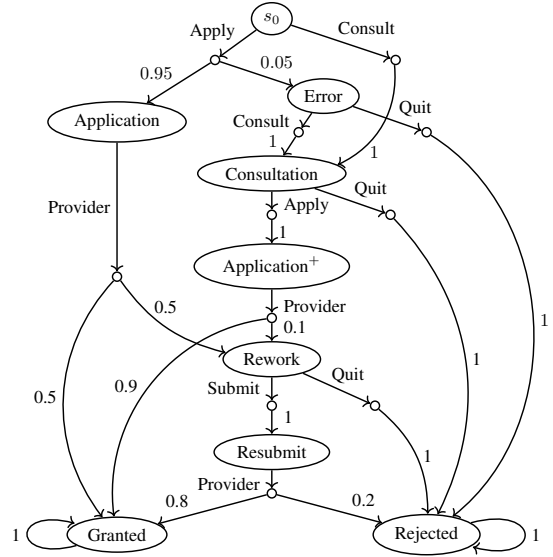 s₀
Apply
Consult
0.95
0.05
Error
Application
Consult
Quit
1
1
Consultation
Provider
Apply
Quit
1
Application⁺
Provider
0.5
0.1
1
Rework
1
0.5
0.9
Submit
Quit
1
1
Resubmit
Provider
0.8
0.2
1
Granted
Rejected
1